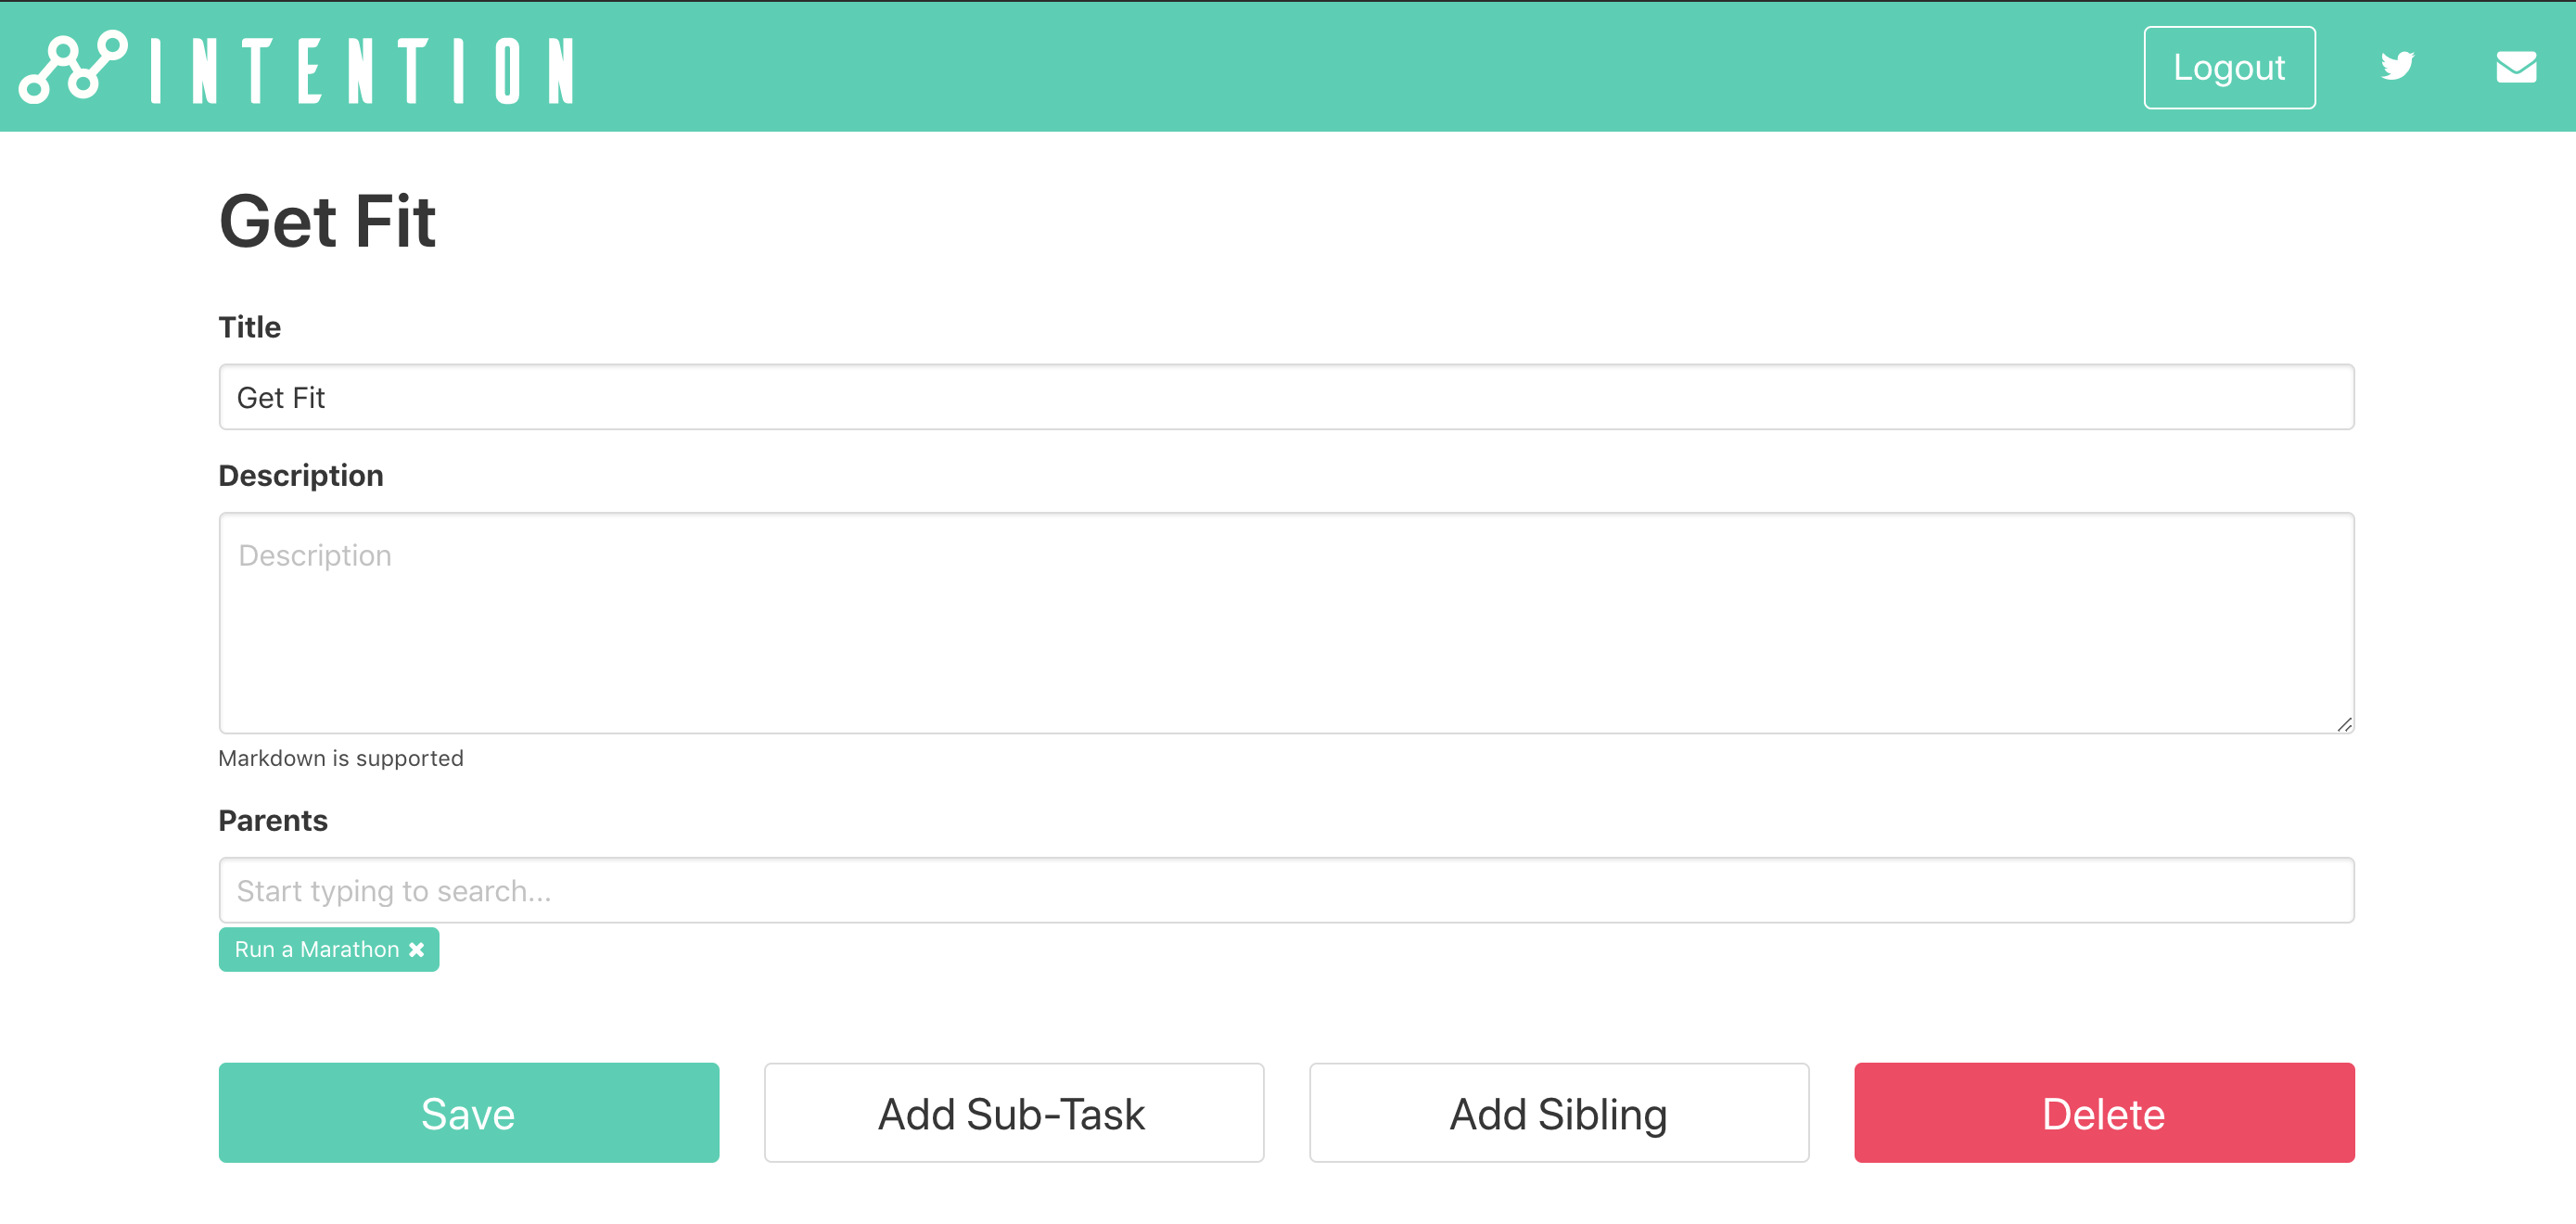 INTENTION
Logout
Get Fit
Title
Get Fit
Description
Description
Markdown is supported
Parents
Start typing to search...
Run a Marathon
Save
Add Sub-Task
Add Sibling
Delete